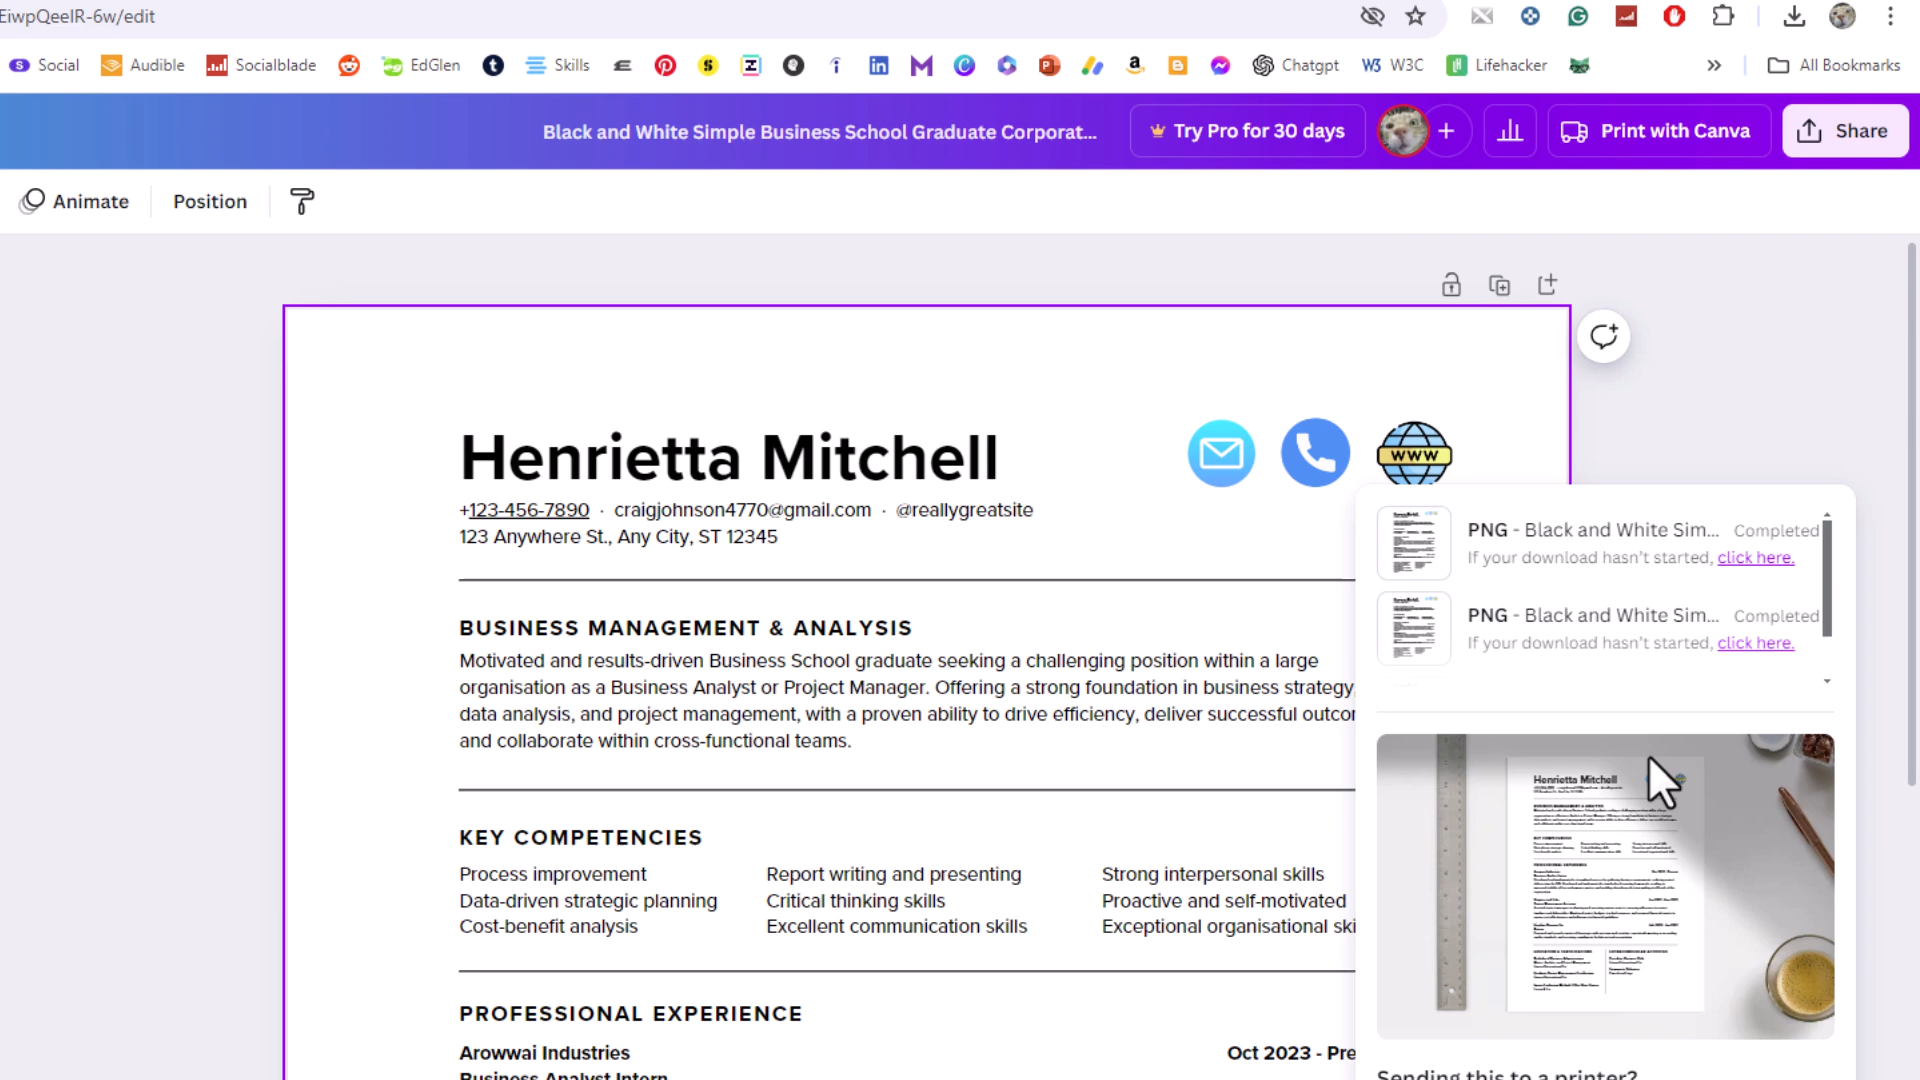 EiwpQeelR-6w/edit
Social Audible Socialblade EdGlen Skills Chatgpt W3C Lifehacker All Bookmarks
Black and White Simple Business School Graduate Corporat... Try Pro for 30 days Print with Canva Share
Animate Position
Henrietta Mitchell
WWW
+123-456-7890 · craigjohnson4770@gmail.com · @reallygreatsite
123 Anywhere St., Any City, ST 12345
PNG - Black and White Sim... Completed
If your download hasn't started, click here.
PNG - Black and White Sim... Completed
If your download hasn't started, click here.
BUSINESS MANAGEMENT & ANALYSIS
Motivated and results-driven Business School graduate seeking a challenging position within a large
organisation as a Business Analyst or Project Manager. Offering a strong foundation in business strategy,
data analysis, and project management, with a proven ability to drive efficiency, deliver successful outcom
and collaborate within cross-functional teams.
KEY COMPETENCIES
Process improvement Report writing and presenting Strong interpersonal skills
Data-driven strategic planning Critical thinking skills Proactive and self-motivated
Cost-benefit analysis Excellent communication skills Exceptional organisational ski
PROFESSIONAL EXPERIENCE
Arowwai Industries Oct 2023 - Pre
Business Analyst Intern
Henrietta Mitchell
Sending this to a printer?